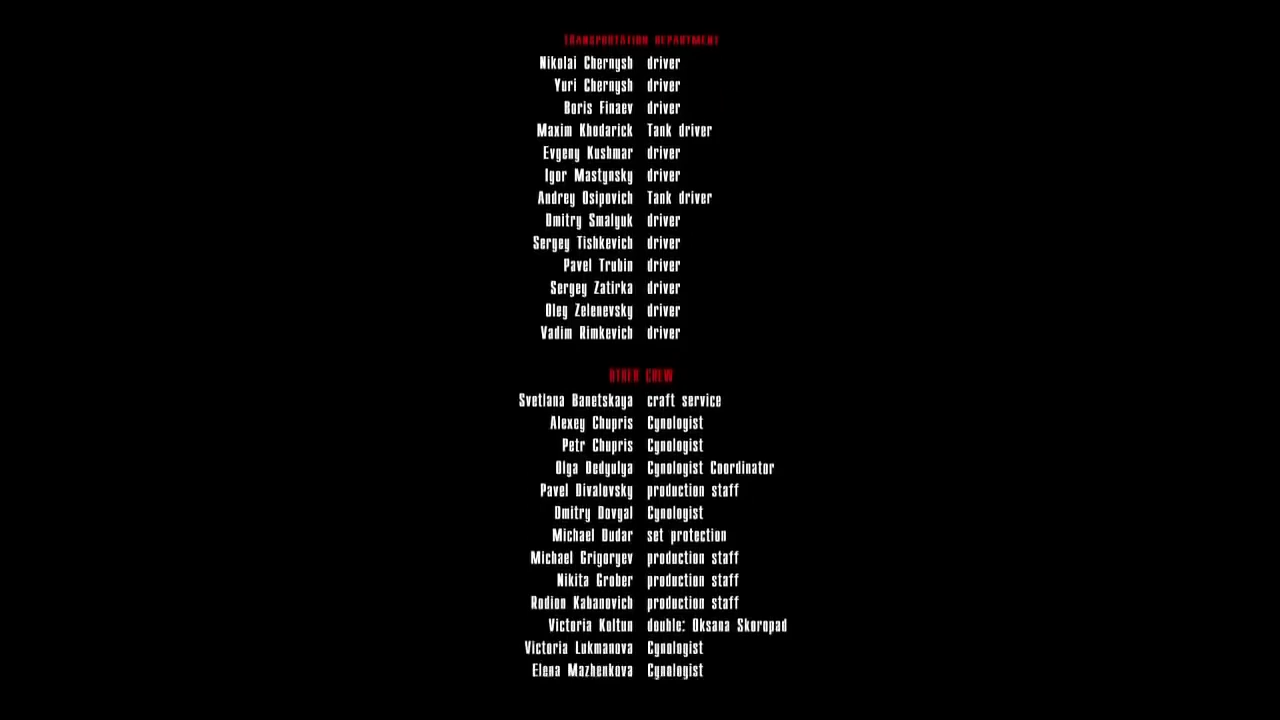 TRANSPORTATION DEPARTMENT
Nikolai Chernysh driver
Yuri Chernysh driver
Boris Finaev driver
Maxim Khodarick Tank driver
Evgeny Kushmar driver
Igor Mastynsky driver
Andrey Osipovich Tank driver
Dmitry Smalyuk driver
Sergey Tishkevich driver
Pavel Trubin driver
Sergey Zatirka driver
Oleg Zelenevsky driver
Vadim Rimkevich driver
OTHER CREW
Svetlana Banetskaya craft service
Alexey Chupris Cynologist
Petr Chupris Cynologist
Olga Dedyulya Cynologist Coordinator
Pavel Divalovsky production staff
Dmitry Dovgal Cynologist
Michael Dudar set protection
Michael Grigoryev production staff
Nikita Grober production staff
Rodion Kabanovich production staff
Victoria Koltun double: Oksana Skoropad
Victoria Lukmanova Cynologist
Elena Mazhenkova Cynologist